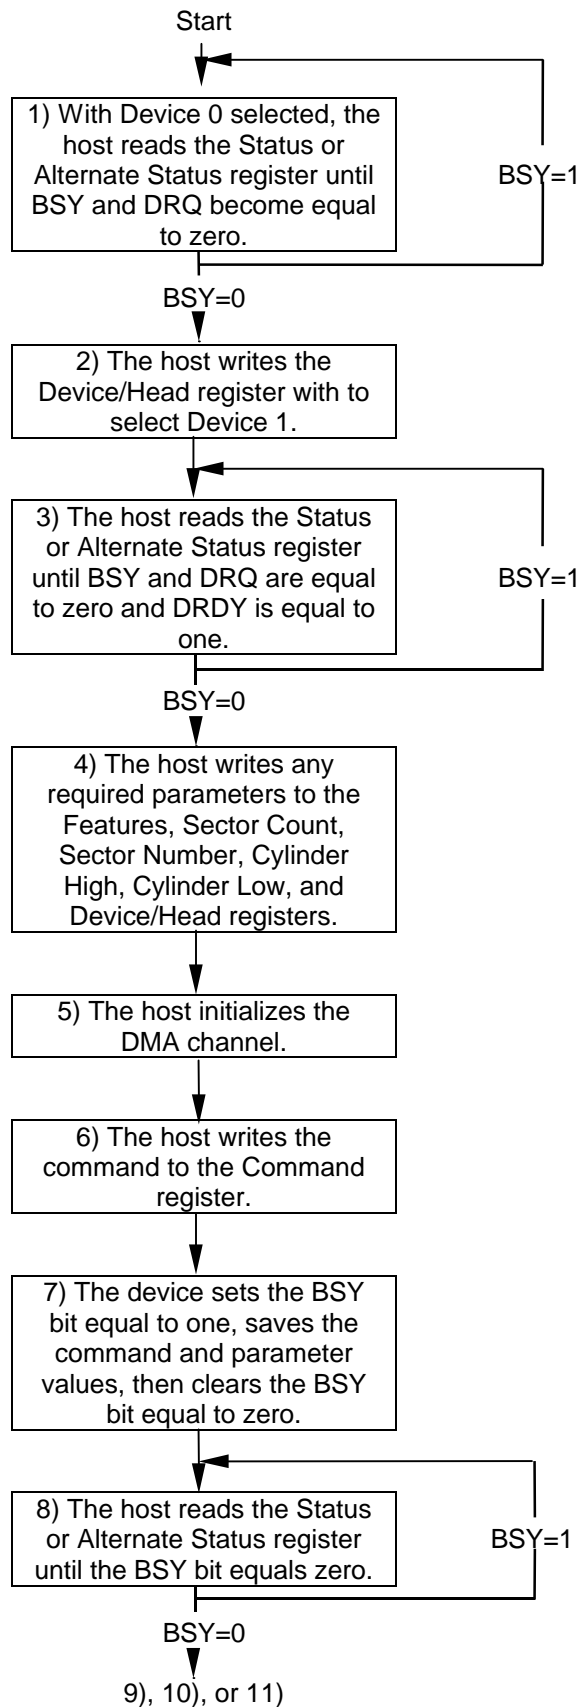 Start
1) With Device 0 selected, the
host reads the Status or
Alternate Status register until
BSY and DRQ become equal
to zero.
BSY=1
BSY=0
2) The host writes the
Device/Head register with to
select Device 1.
3) The host reads the Status
or Alternate Status register
until BSY and DRQ are equal
to zero and DRDY is equal to
one.
BSY=1
BSY=0
4) The host writes any
required parameters to the
Features, Sector Count,
Sector Number, Cylinder
High, Cylinder Low, and
Device/Head registers.
5) The host initializes the
DMA channel.
6) The host writes the
command to the Command
register.
7) The device sets the BSY
bit equal to one, saves the
command and parameter
values, then clears the BSY
bit equal to zero.
8) The host reads the Status
or Alternate Status register
until the BSY bit equals zero.
BSY=1
BSY=0
9), 10), or 11)